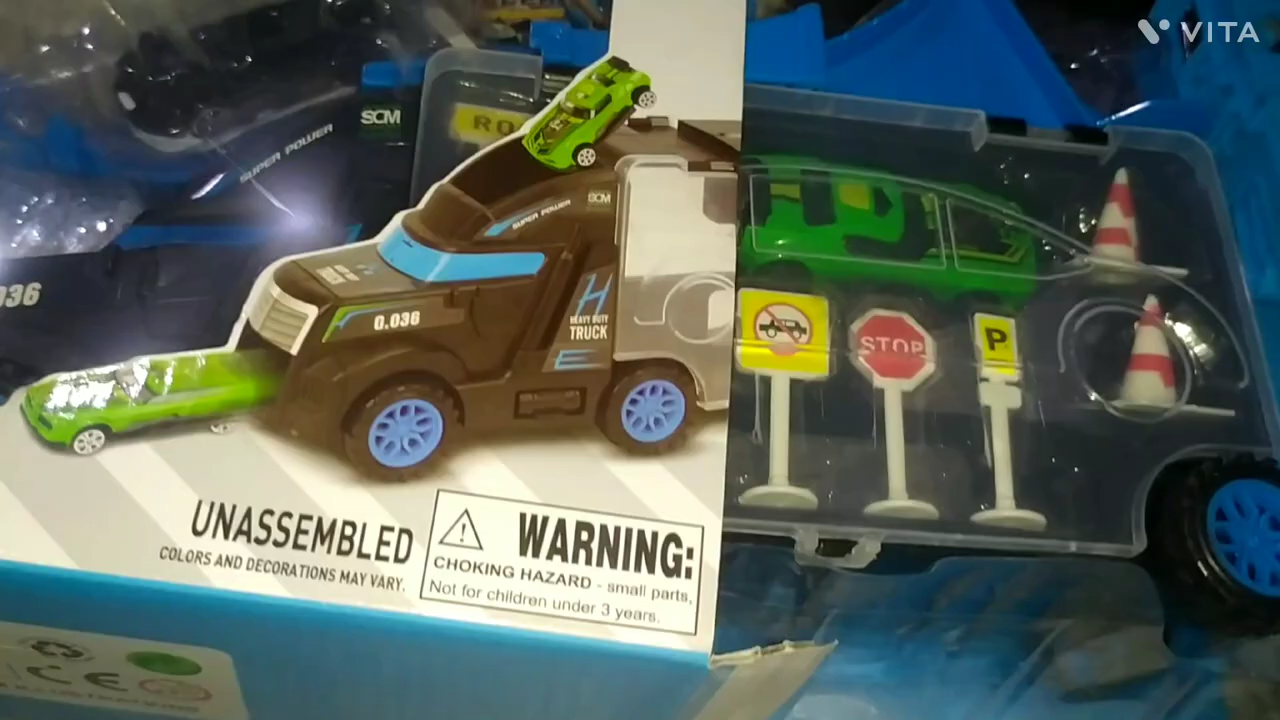 VITA
SCM
SUPER POWER
036
SUPER POWER
SCM
0.036
H
HEAVY DUTY
TRUCK
E
STOP
P
UNASSEMBLED
COLORS AND DECORATIONS MAY VARY.
WARNING:
CHOKING HAZARD - small parts,
Not for children under 3 years.
CE